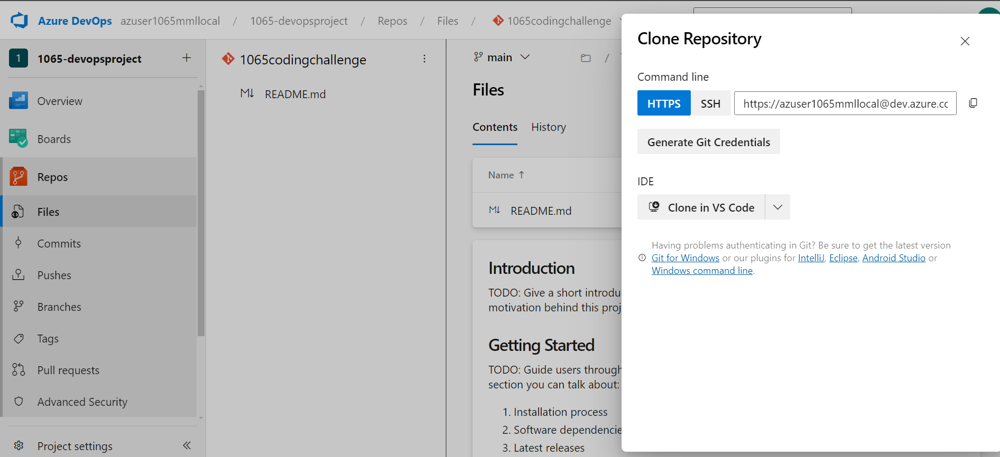 Azure DevOps azuser1065mmllocal / 1065-devopsproject / Repos / Files / 1065codingchallenge
1 1065-devopsproject +
Overview
Boards
Repos
Files
Commits
Pushes
Branches
Tags
Pull requests
Advanced Security
Project settings
1065codingchallenge
README.md
main /
Files
Contents History
Name ↑
README.md
Introduction
TODO: Give a short introdu
motivation behind this proj
Getting Started
TODO: Guide users through
section you can talk about:
1. Installation process
2. Software dependencie
3. Latest releases
Clone Repository
Command line
HTTPS SSH https://azuser1065mmllocal@dev.azure.co
Generate Git Credentials
IDE
Clone in VS Code
Having problems authenticating in Git? Be sure to get the latest version
Git for Windows or our plugins for IntelliJ, Eclipse, Android Studio or
Windows command line.